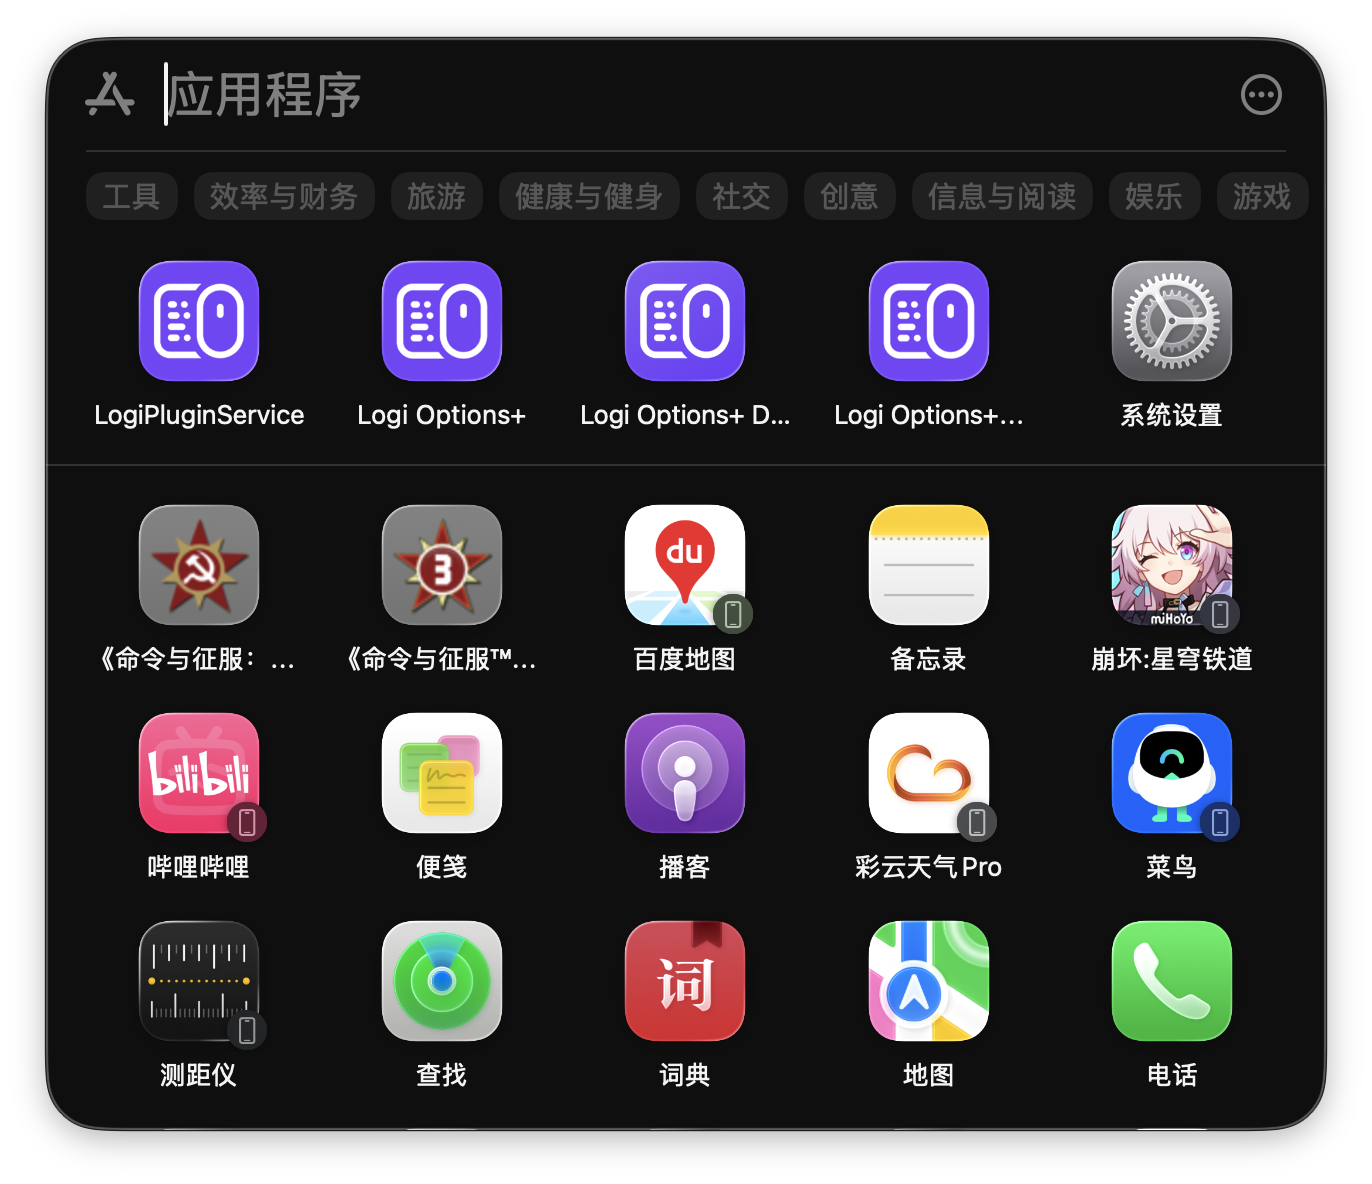 应用程序
工具 效率与财务 旅游 健康与健身 社交 创意 信息与阅读 娱乐 游戏
LogiPluginService Logi Options+ Logi Options+ D... Logi Options+... 系统设置
3
du
miHoYo
《命令与征服：... 《命令与征服™... 百度地图 备忘录 崩坏:星穹铁道
bilibili
哔哩哔哩 便笺 播客 彩云天气 Pro 菜鸟
词
测距仪 查找 词典 地图 电话